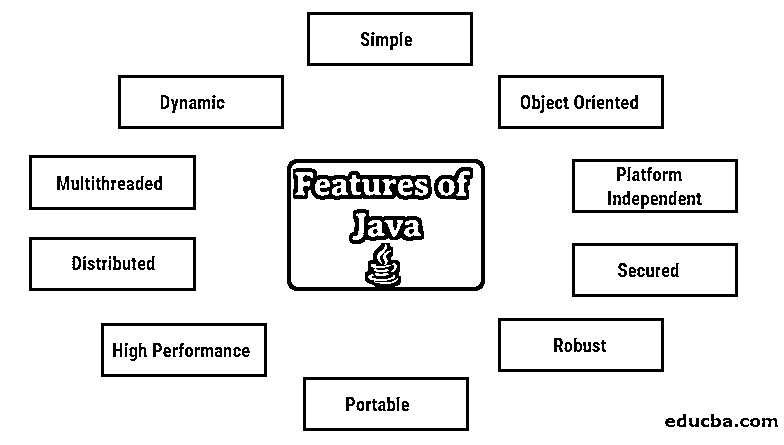 Simple
Dynamic
Object Oriented
Multithreaded
Features of
Java
Platform
Independent
Distributed
Secured
High Performance
Robust
Portable
educba.com